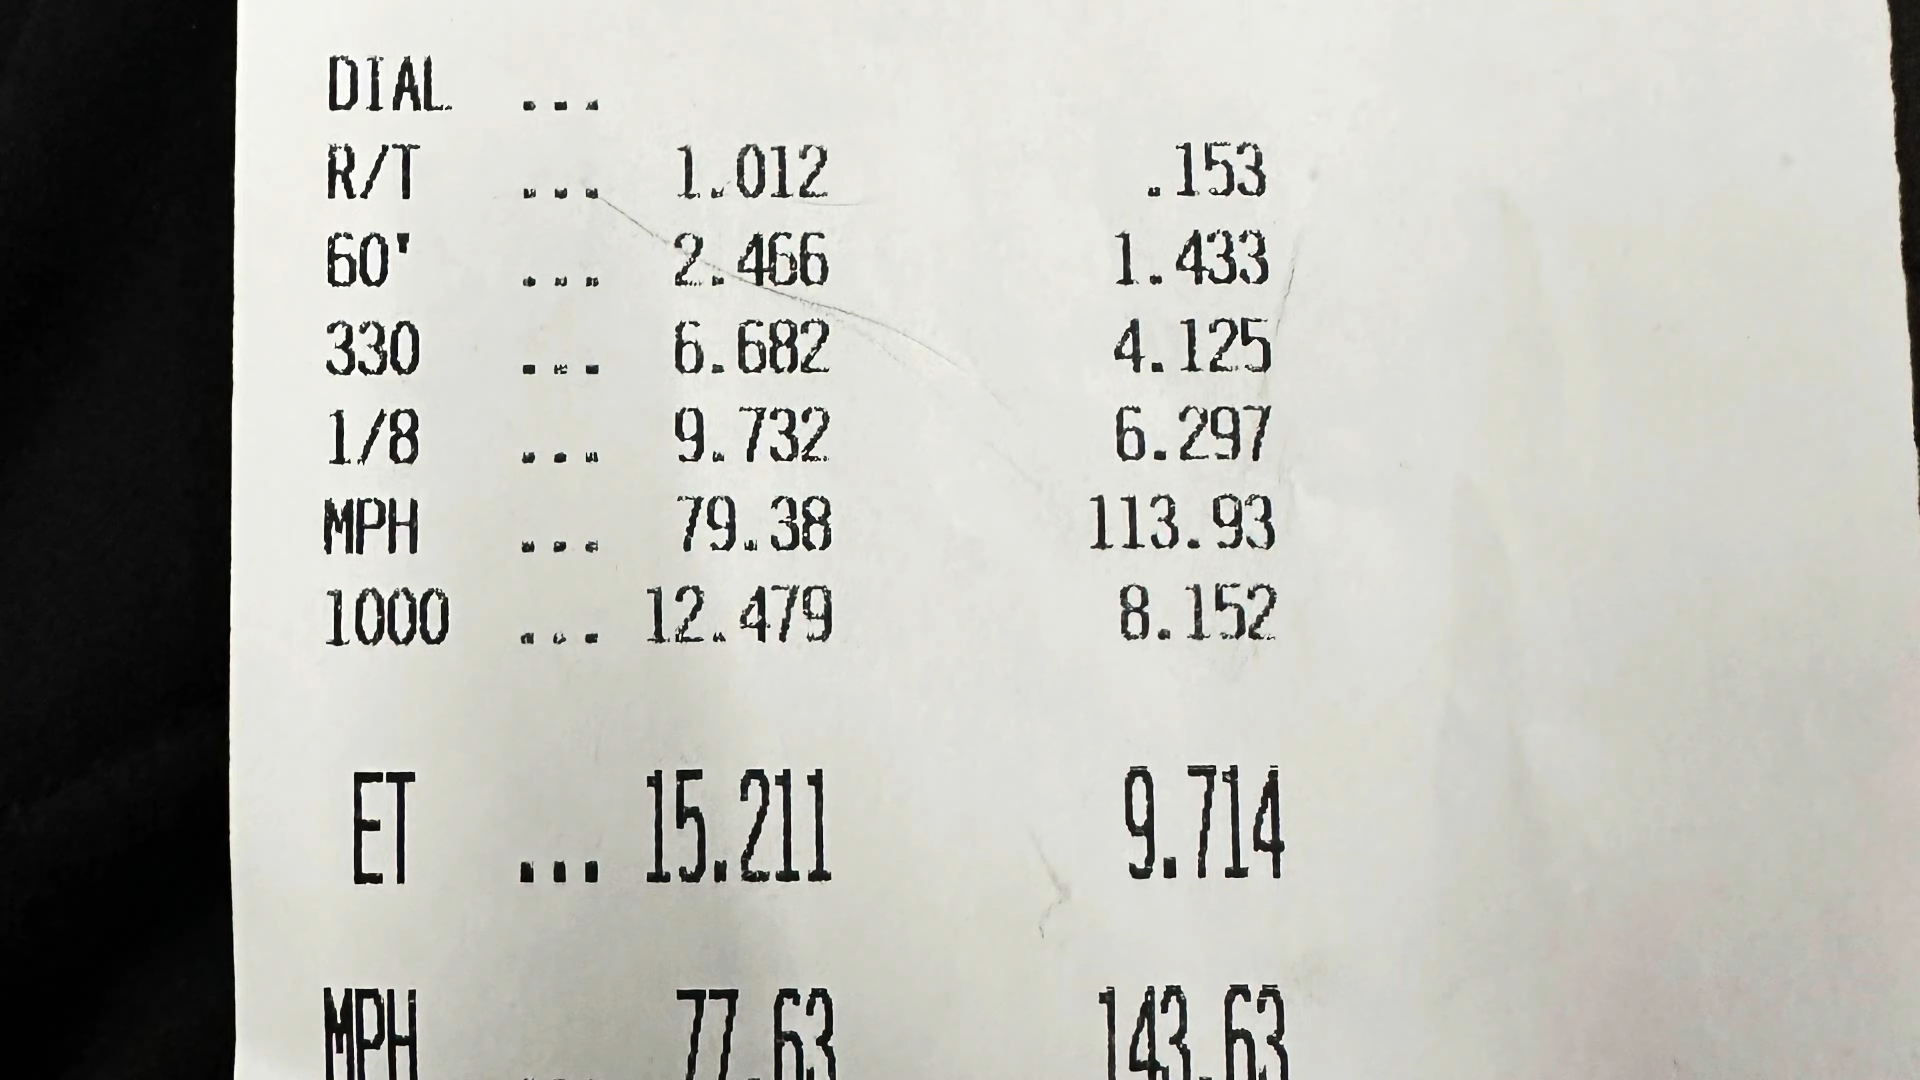 DIAL ...
R/T ... 1.012 .153
60' ... 2.466 1.433
330 ... 6.682 4.125
1/8 ... 9.732 6.297
MPH ... 79.38 113.93
1000 ... 12.479 8.152
ET ... 15.211 9.714
MPH ... 77.63 143.63